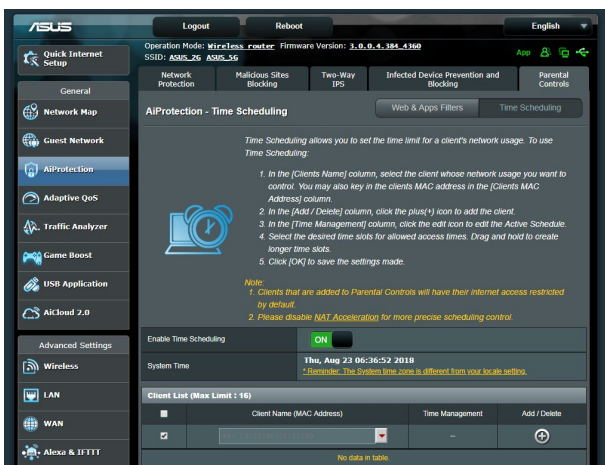 ASUS
Logout
Reboot
English
Quick Internet
Setup
Operation Mode: Wireless router Firmware Version: 3.0.0.4.384_4360
SSID: ASUS_2G ASUS_5G
App
Network
Protection
Malicious Sites
Blocking
Two-Way
IPS
Infected Device Prevention and
Blocking
Parental
Controls
General
Network Map
Guest Network
AiProtection
Adaptive QoS
Traffic Analyzer
Game Boost
USB Application
AiCloud 2.0
Advanced Settings
Wireless
LAN
WAN
Alexa & IFTTT
AiProtection - Time Scheduling
Web & Apps Filters
Time Scheduling
Time Scheduling allows you to set the time limit for a client's network usage. To use
Time Scheduling:
1. In the [Clients Name] column, select the client whose network usage you want to
control. You may also key in the clients MAC address in the [Clients MAC
Address] column.
2. In the [Add / Delete] column, click the plus(+) icon to add the client.
3. In the [Time Management] column, click the edit icon to edit the Active Schedule.
4. Select the desired time slots for allowed access times. Drag and hold to create
longer time slots.
5. Click [OK] to save the settings made.
Note:
1. Clients that are added to Parental Controls will have their internet access restricted
by default.
2. Please disable NAT Acceleration for more precise scheduling control.
Enable Time Scheduling
ON
System Time
Thu, Aug 23 06:36:52 2018
* Reminder: The System time zone is different from your locale setting.
Client List (Max Limit : 16)
Client Name (MAC Address)
Time Management
Add / Delete
--
No data in table.